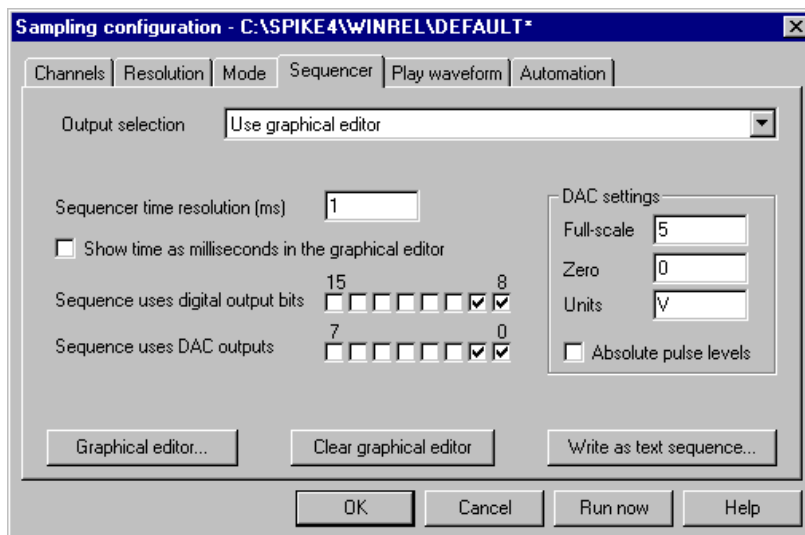 Sampling configuration - C:\SPIKE4\WINREL\DEFAULT*
Channels Resolution Mode Sequencer Play waveform Automation
Output selection Use graphical editor
Sequencer time resolution (ms) 1
Show time as milliseconds in the graphical editor
15 8
Sequence uses digital output bits
7 0
Sequence uses DAC outputs
DAC settings
Full-scale 5
Zero 0
Units V
Absolute pulse levels
Graphical editor... Clear graphical editor Write as text sequence...
OK Cancel Run now Help